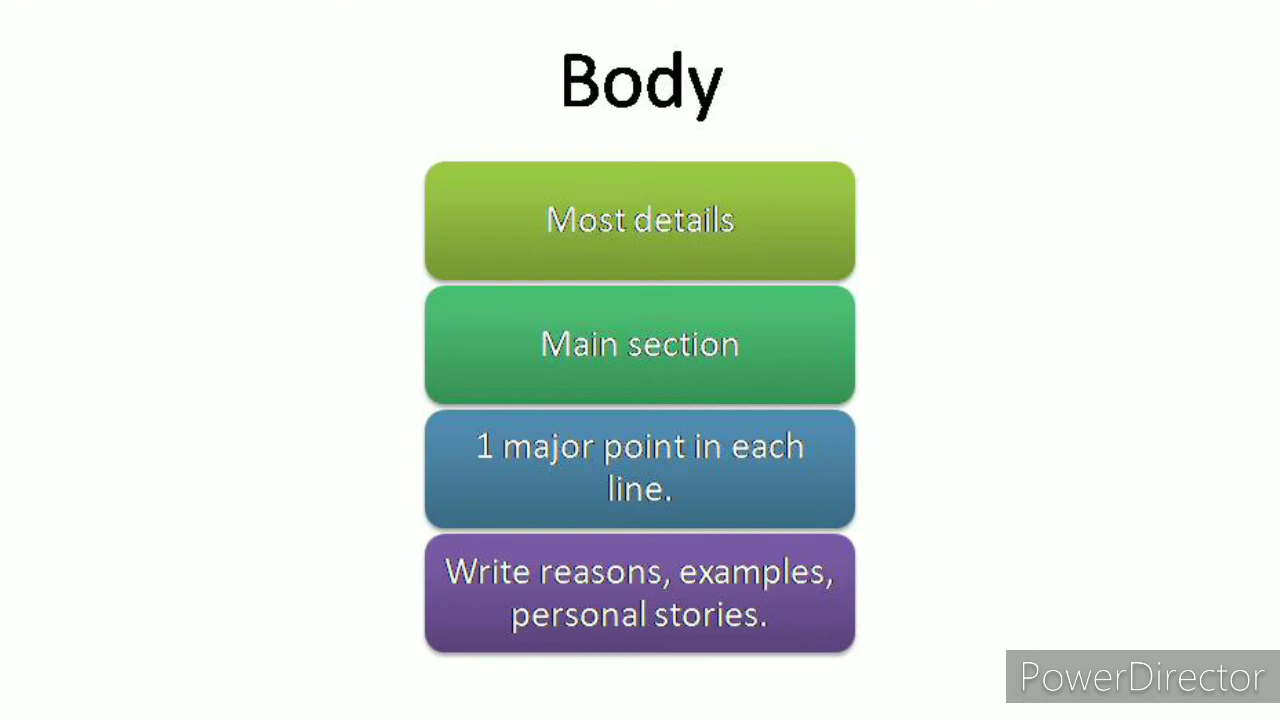 Body
Most details
Main section
1 major point in each
line.
Write reasons, examples,
personal stories.
PowerDirector